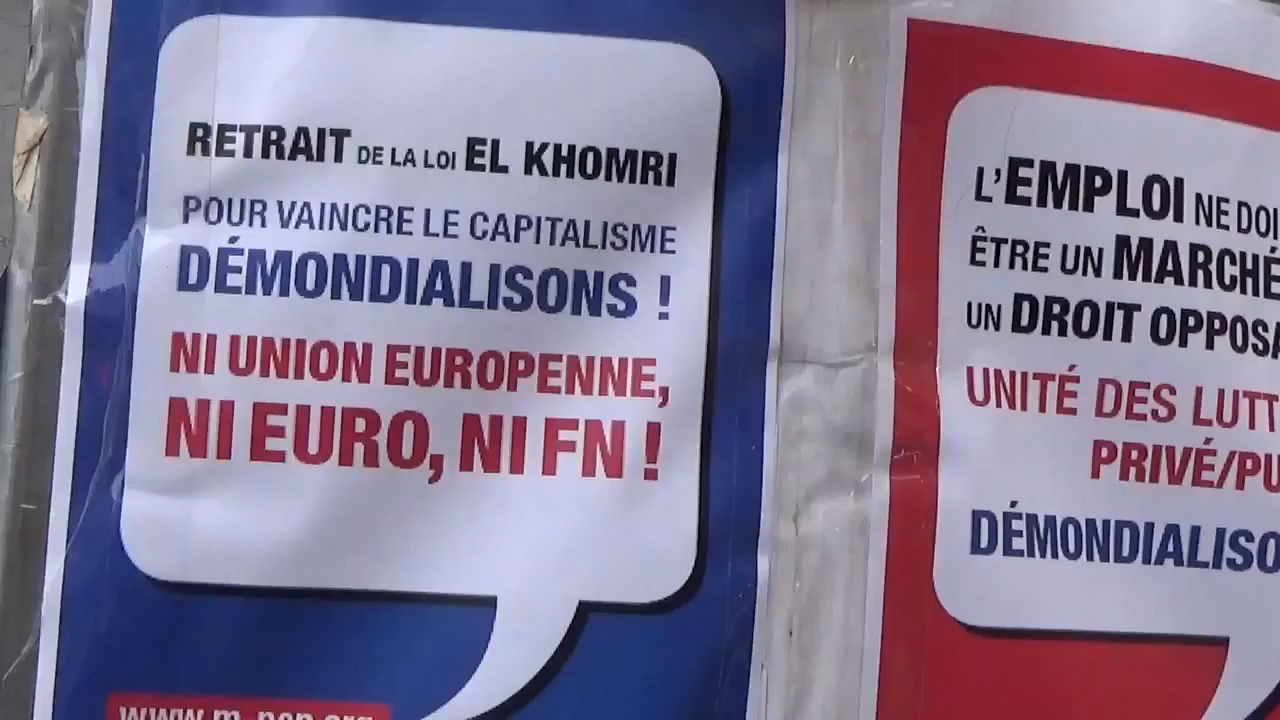 RETRAIT DE LA LOI EL KHOMRI
POUR VAINCRE LE CAPITALISME
DÉMONDIALISONS !
NI UNION EUROPENNE,
NI EURO, NI FN !
L'EMPLOI NE DOI
ÊTRE UN MARCHÉ
UN DROIT OPPOSA
UNITÉ DES LUTT
PRIVÉ/PU
DÉMONDIALISO